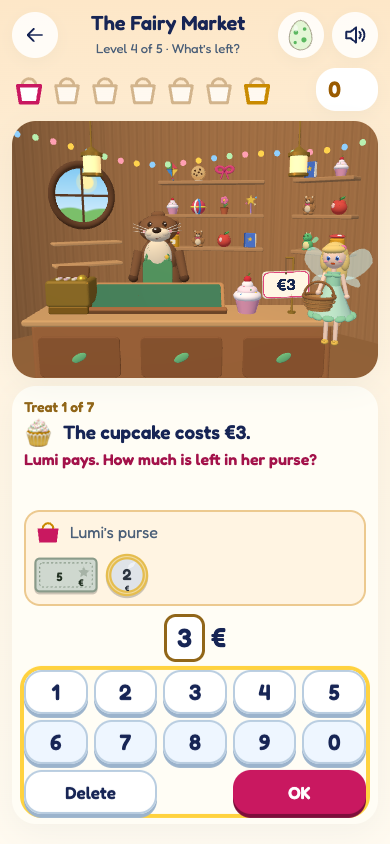 The Fairy Market
Level 4 of 5 · What's left?
0
€3
Treat 1 of 7
The cupcake costs €3.
Lumi pays. How much is left in her purse?
Lumi's purse
5 €
2 €
3 €
1 2 3 4 5
6 7 8 9 0
Delete OK